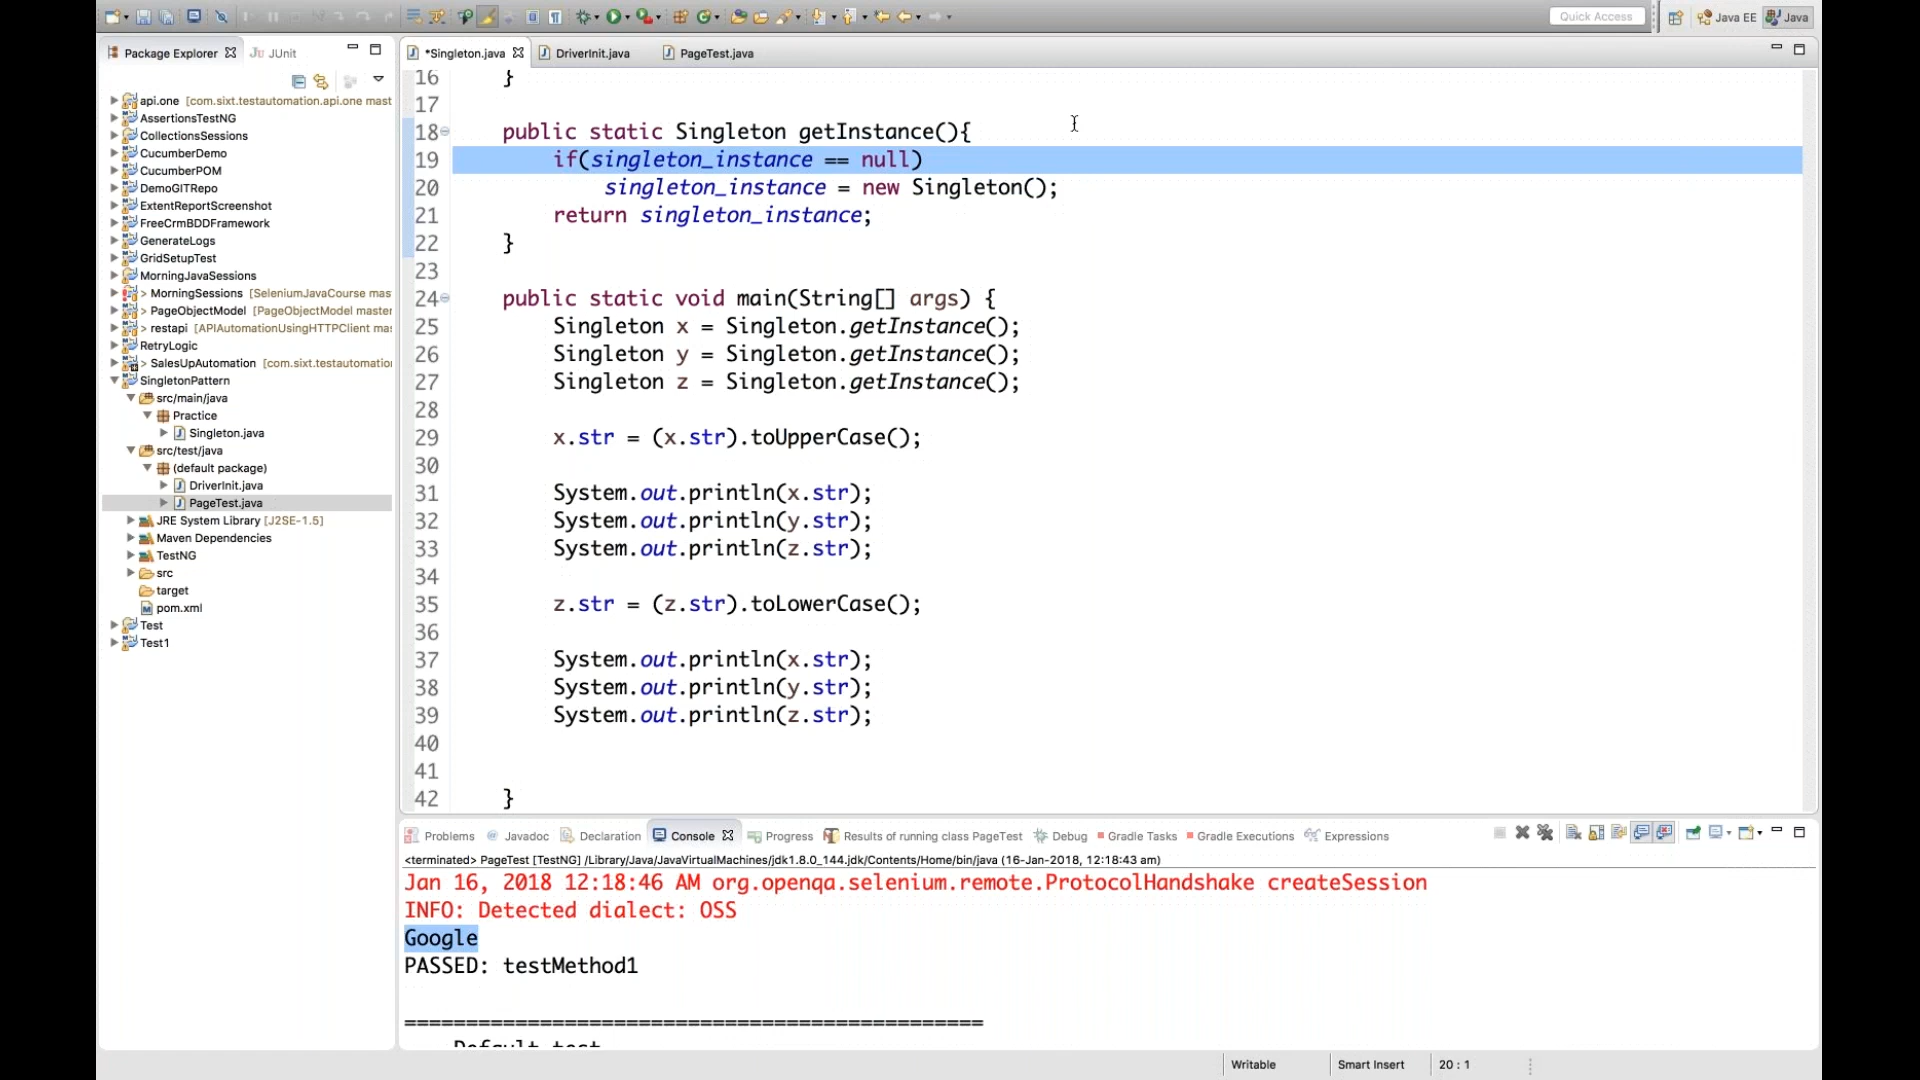 Quick Access
Java EE
Java
Package Explorer
JUnit
*Singleton.java
DriverInit.java
PageTest.java
api.one [com.sixt.testautomation.api.one mast
AssertionsTestNG
CollectionsSessions
CucumberDemo
CucumberPOM
DemoGITRepo
ExtentReportScreenshot
FreeCrmBDDFramework
GenerateLogs
GridSetupTest
MorningJavaSessions
> MorningSessions [SeleniumJavaCourse mas
> PageObjectModel [PageObjectModel master
> restapi [APIAutomationUsingHTTPClient ma
RetryLogic
> SalesUpAutomation [com.sixt.testautomatio
SingletonPattern
src/main/java
Practice
Singleton.java
src/test/java
(default package)
DriverInit.java
PageTest.java
JRE System Library [J2SE-1.5]
Maven Dependencies
TestNG
src
target
pom.xml
Test
Test1
16 }
17
18 public static Singleton getInstance(){
19 if(singleton_instance == null)
20 singleton_instance = new Singleton();
21 return singleton_instance;
22 }
23
24 public static void main(String[] args) {
25 Singleton x = Singleton.getInstance();
26 Singleton y = Singleton.getInstance();
27 Singleton z = Singleton.getInstance();
28
29 x.str = (x.str).toUpperCase();
30
31 System.out.println(x.str);
32 System.out.println(y.str);
33 System.out.println(z.str);
34
35 z.str = (z.str).toLowerCase();
36
37 System.out.println(x.str);
38 System.out.println(y.str);
39 System.out.println(z.str);
40
41
42 }
Problems
Javadoc
Declaration
Console
Progress
Results of running class PageTest
Debug
Gradle Tasks
Gradle Executions
Expressions
<terminated> PageTest [TestNG] /Library/Java/JavaVirtualMachines/jdk1.8.0_144.jdk/Contents/Home/bin/java (16-Jan-2018, 12:18:43 am)
Jan 16, 2018 12:18:46 AM org.openqa.selenium.remote.ProtocolHandshake createSession
INFO: Detected dialect: OSS
Google
PASSED: testMethod1
===============================================
Default test
Writable
Smart Insert
20 : 1